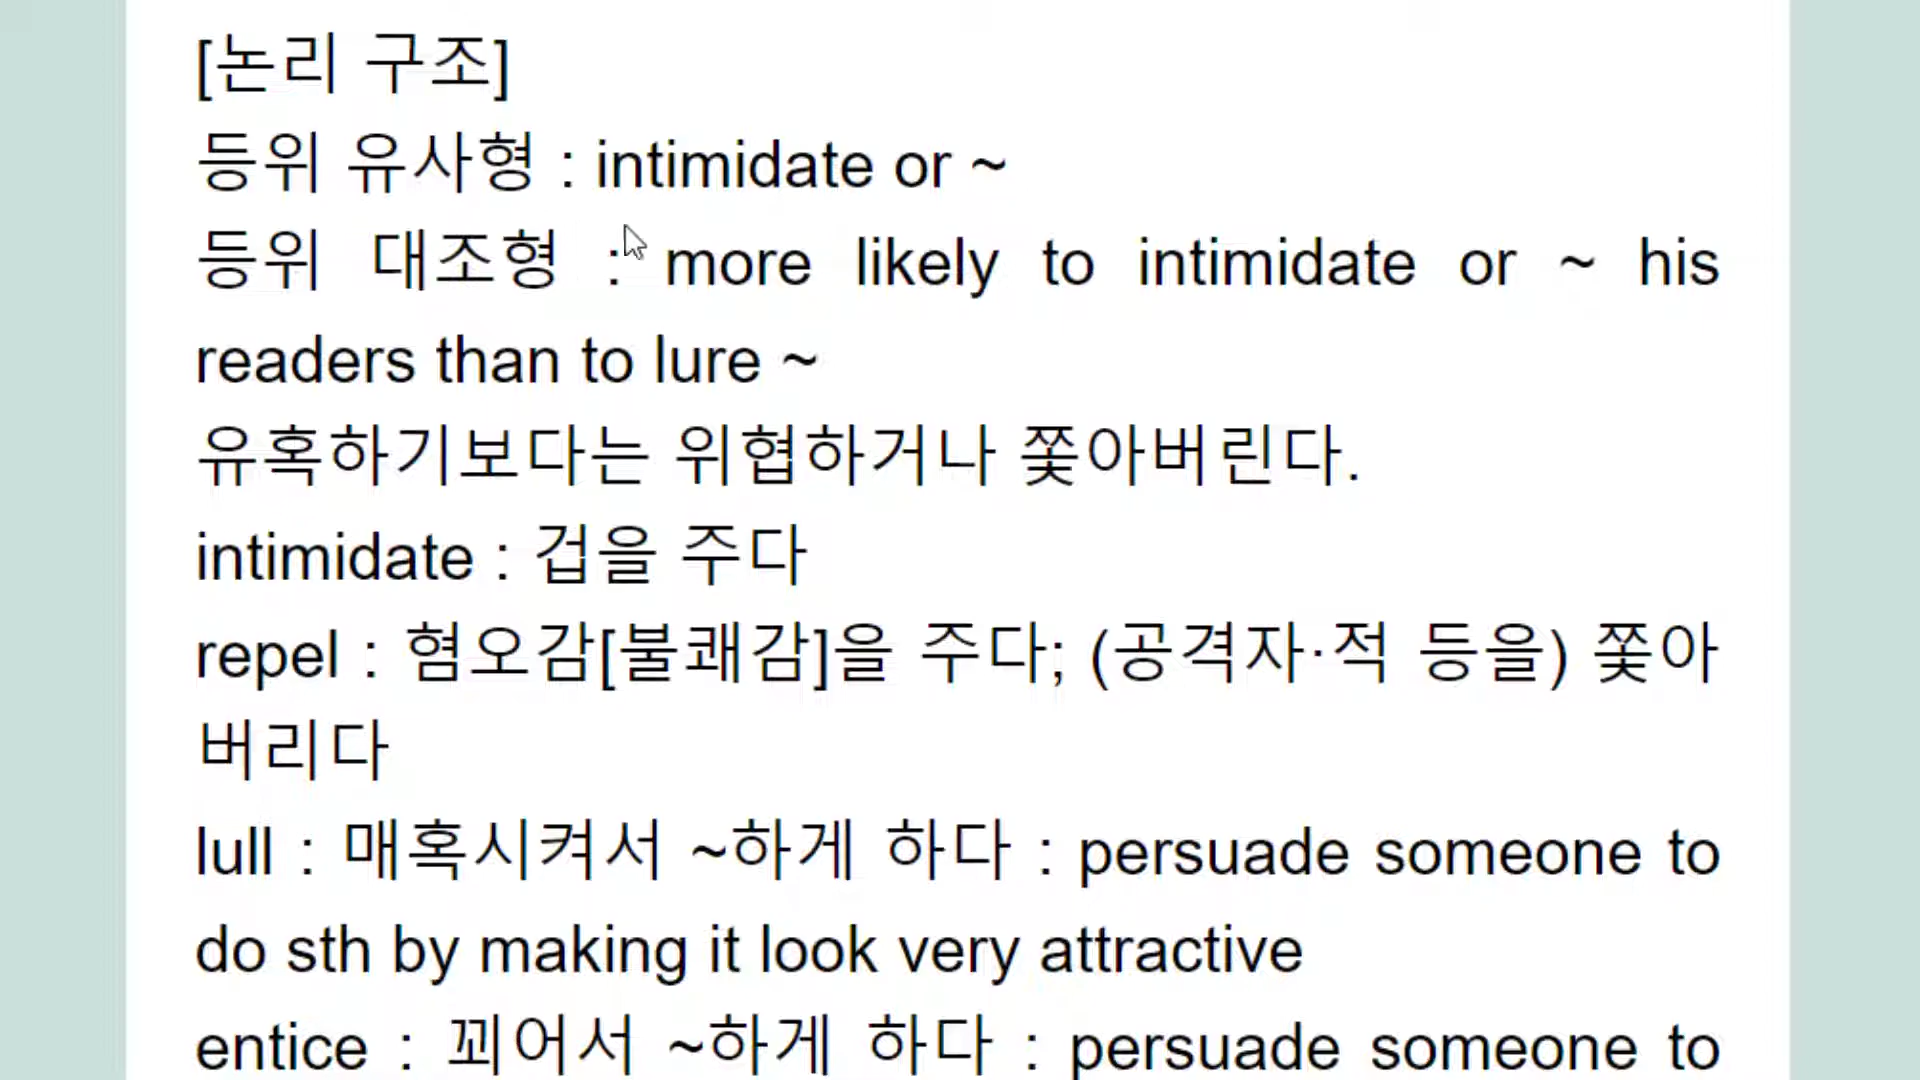 [논리 구조]
등위 유사형 : intimidate or ~
등위 대조형 : more likely to intimidate or ~ his
readers than to lure ~
유혹하기보다는 위협하거나 쫓아버린다.
intimidate : 겁을 주다
repel : 혐오감[불쾌감]을 주다; (공격자·적 등을) 쫓아
버리다
lull : 매혹시켜서 ~하게 하다 : persuade someone to
do sth by making it look very attractive
entice : 꾀어서 ~하게 하다 : persuade someone to